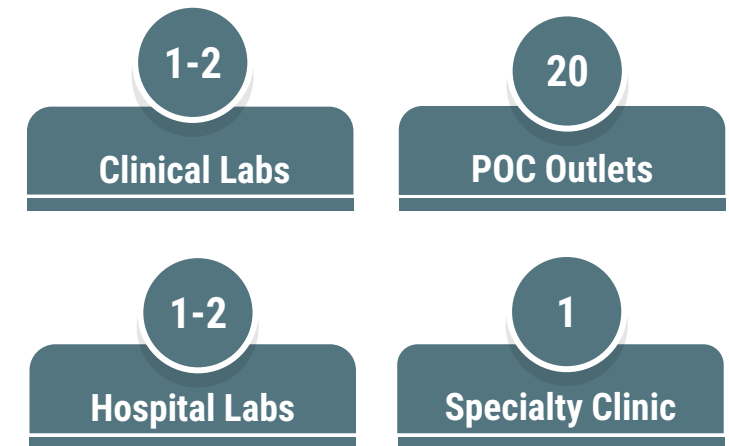 1-2
Clinical Labs
20
POC Outlets
1-2
Hospital Labs
1
Specialty Clinic